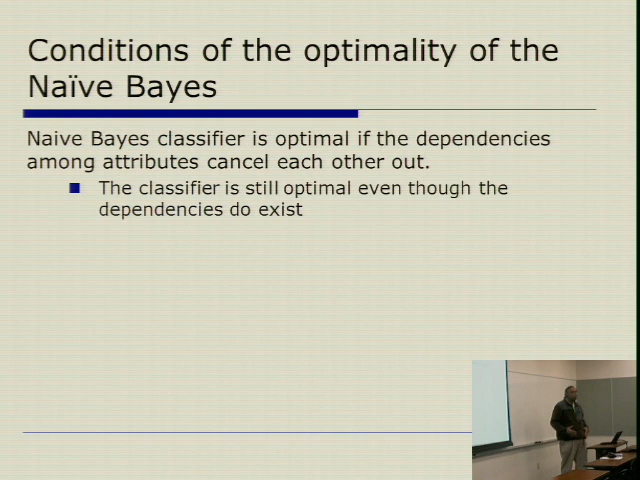 Conditions of the optimality of the
Naïve Bayes
Naive Bayes classifier is optimal if the dependencies
among attributes cancel each other out.
The classifier is still optimal even though the
dependencies do exist